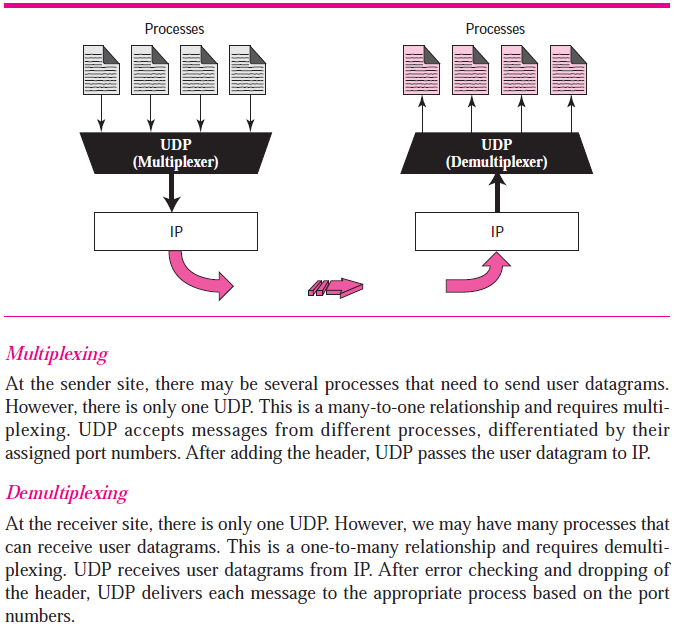 Processes
Processes
UDP
(Multiplexer)
UDP
(Demultiplexer)
IP
IP
Multiplexing
At the sender site, there may be several processes that need to send user datagrams.
However, there is only one UDP. This is a many-to-one relationship and requires multi-
plexing. UDP accepts messages from different processes, differentiated by their
assigned port numbers. After adding the header, UDP passes the user datagram to IP.
Demultiplexing
At the receiver site, there is only one UDP. However, we may have many processes that
can receive user datagrams. This is a one-to-many relationship and requires demulti-
plexing. UDP receives user datagrams from IP. After error checking and dropping of
the header, UDP delivers each message to the appropriate process based on the port
numbers.